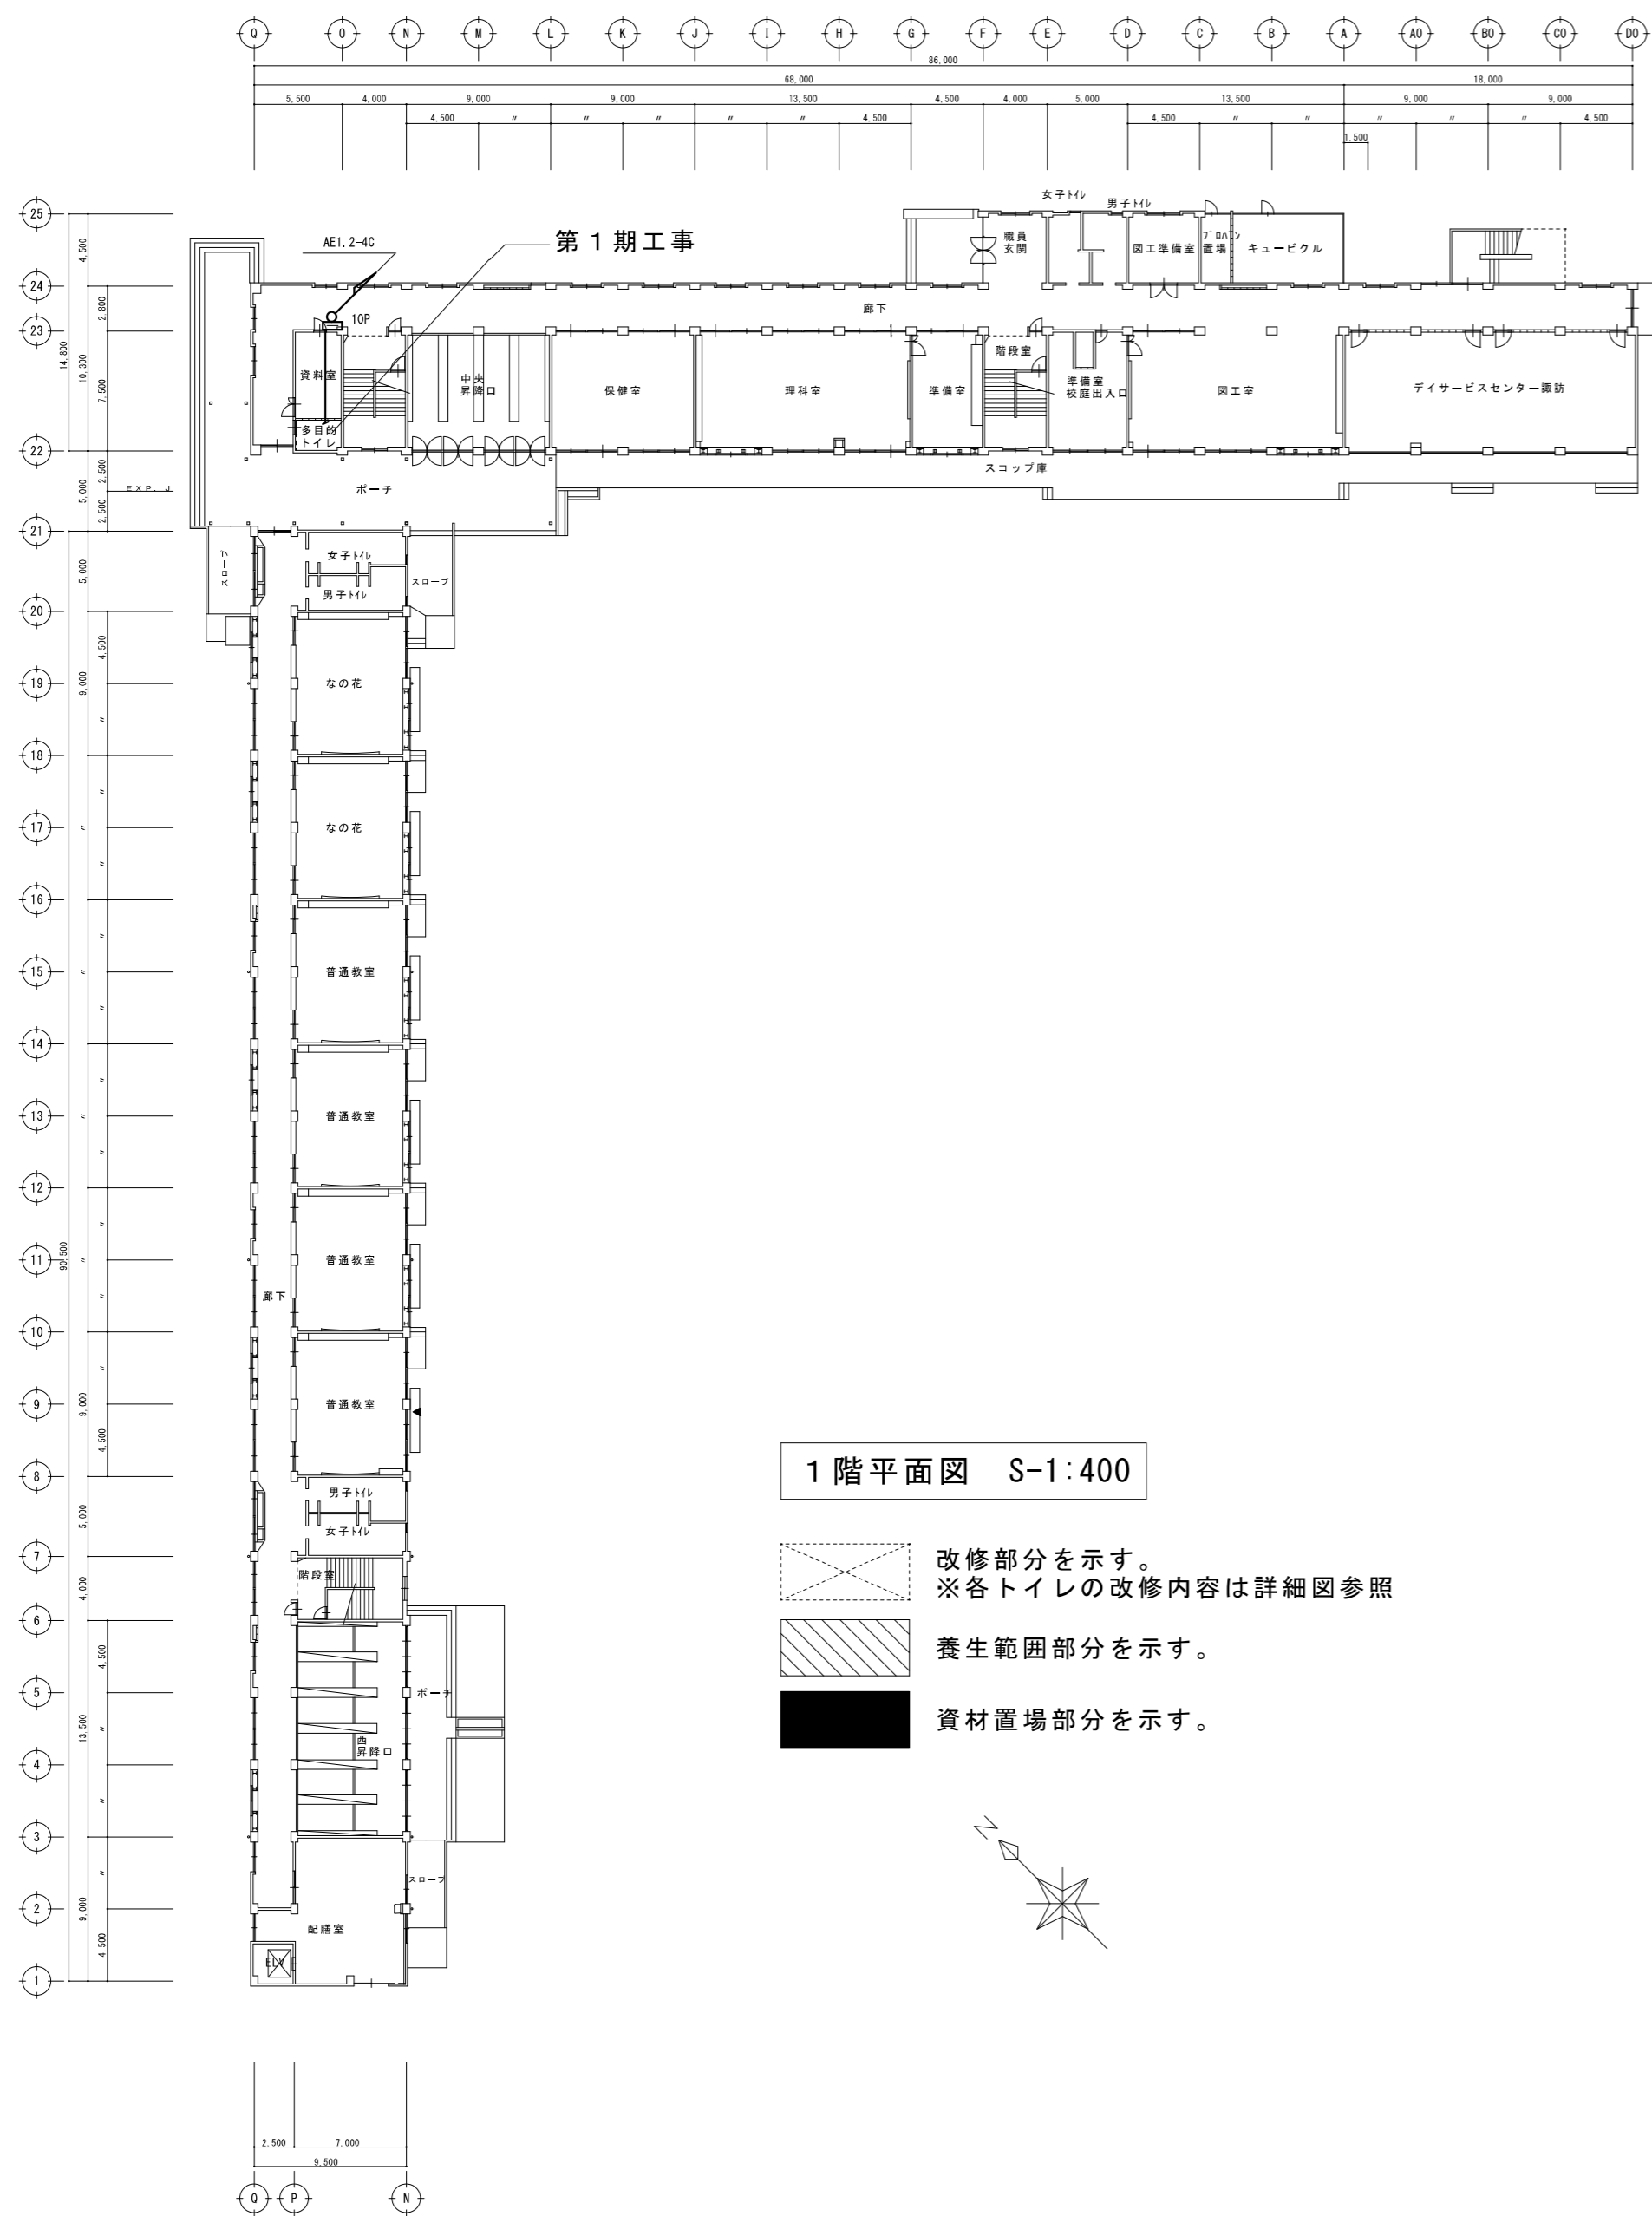 Q O N M L K J I H G F E D C B A A0 B0 C0 D0
86,000
68,000 18,000
5,500 4,000 9,000 9,000 13,500 4,500 4,000 5,000 13,500 9,000 9,000
4,500 〃 〃 〃 〃 〃 4,500 4,500 〃 〃 〃 〃 〃 4,500
1,500
女子トイレ
男子トイレ
25
4,500
AE1.2-4C
第1期工事
職員
玄関
図工準備室
プロパン
置場
キュービクル
24
2,800
10P
廊下
23
14,800
10,300
7,500
資料室
中央
昇降口
保健室
理科室
準備室
階段室
準備室
校庭出入口
図工室
デイサービスセンター諏訪
多目的
トイレ
22
2,500
5,000
EXP. J
2,500
ポーチ
スコップ庫
21
5,000
スロープ
女子トイレ
男子トイレ
スロープ
20
4,500
9,000
19
なの花
〃
18
〃
17
〃
なの花
〃
16
〃
15
〃
普通教室
〃
14
〃
13
〃
普通教室
〃
12
〃
11
90,500
〃
普通教室
廊下
〃
10
〃
9
9,000
普通教室
4,500
8
男子トイレ
5,000
女子トイレ
7
階段室
4,000
6
4,500
5
ポーチ
13,500
〃
西
昇降口
4
〃
3
〃
スロープ
2
9,000
配膳室
4,500
ELV
1
1階平面図 S-1:400
改修部分を示す。
※各トイレの改修内容は詳細図参照
養生範囲部分を示す。
資材置場部分を示す。
N
2,500 7,000
9,500
Q P N